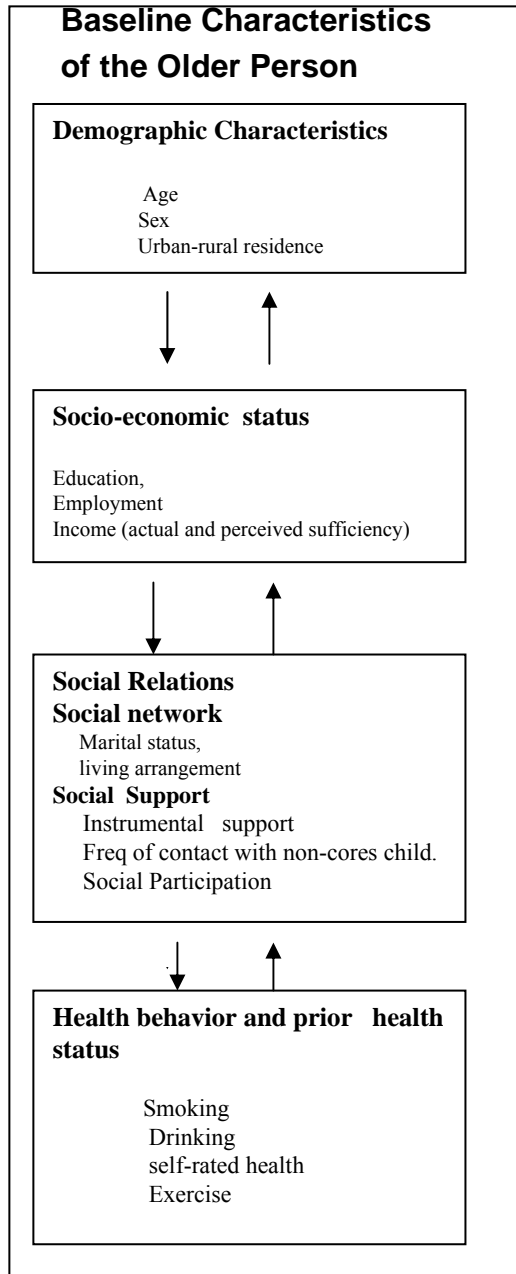 Baseline Characteristics
of the Older Person
Demographic Characteristics
Age
Sex
Urban-rural residence
Socio-economic status
Education,
Employment
Income (actual and perceived sufficiency)
Social Relations
Social network
Marital status,
living arrangement
Social Support
Instrumental support
Freq of contact with non-cores child.
Social Participation
Health behavior and prior health
status
Smoking
Drinking
self-rated health
Exercise